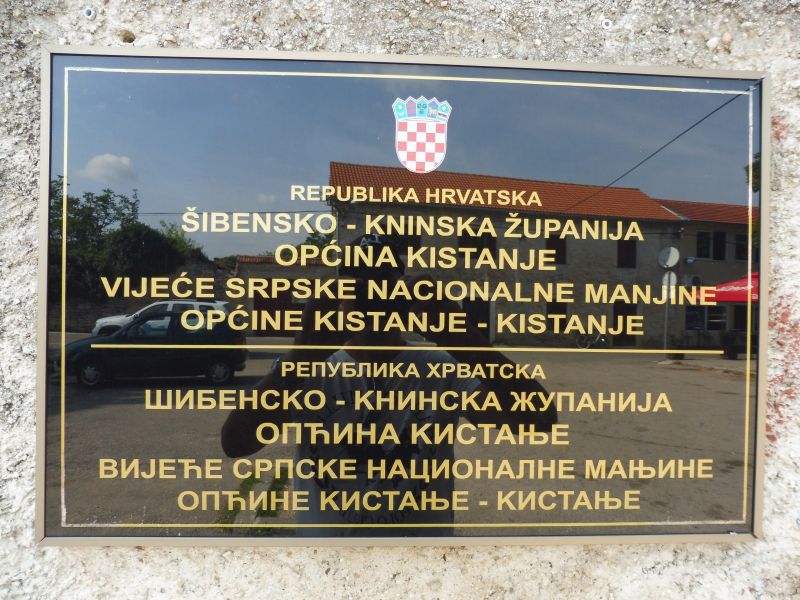 REPUBLIKA HRVATSKA
ŠIBENSKO - KNINSKA ŽUPANIJA
OPĆINA KISTANJE
VIJEĆE SRPSKE NACIONALNE MANJINE
OPĆINE KISTANJE - KISTANJE
РЕПУБЛИКА ХРВАТСКА
ШИБЕНСКО - КНИНСКА ЖУПАНИЈА
ОПЋИНА КИСТАЊЕ
ВИЈЕЋЕ СРПСКЕ НАЦИОНАЛНЕ МАЊИНЕ
ОПЋИНЕ КИСТАЊЕ - КИСТАЊЕ